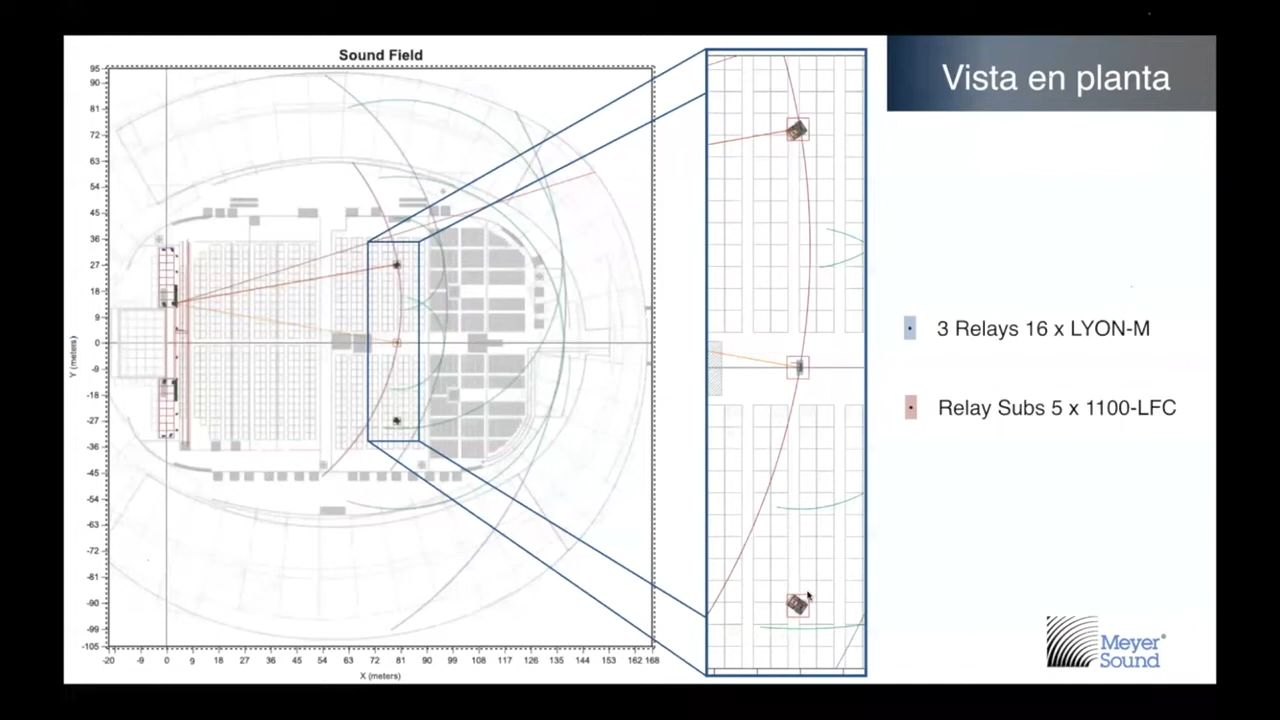 Sound Field
95
90
81
72
63
54
45
36
27
18
9
0
-9
-18
-27
-36
-45
-54
-63
-72
-81
-90
-99
-105
Y (meters)
-20 -9 0 9 18 27 36 45 54 63 72 81 90 99 108 117 126 135 144 153 162 168
X (meters)
Vista en planta
3 Relays 16 x LYON-M
Relay Subs 5 x 1100-LFC
Meyer®
Sound